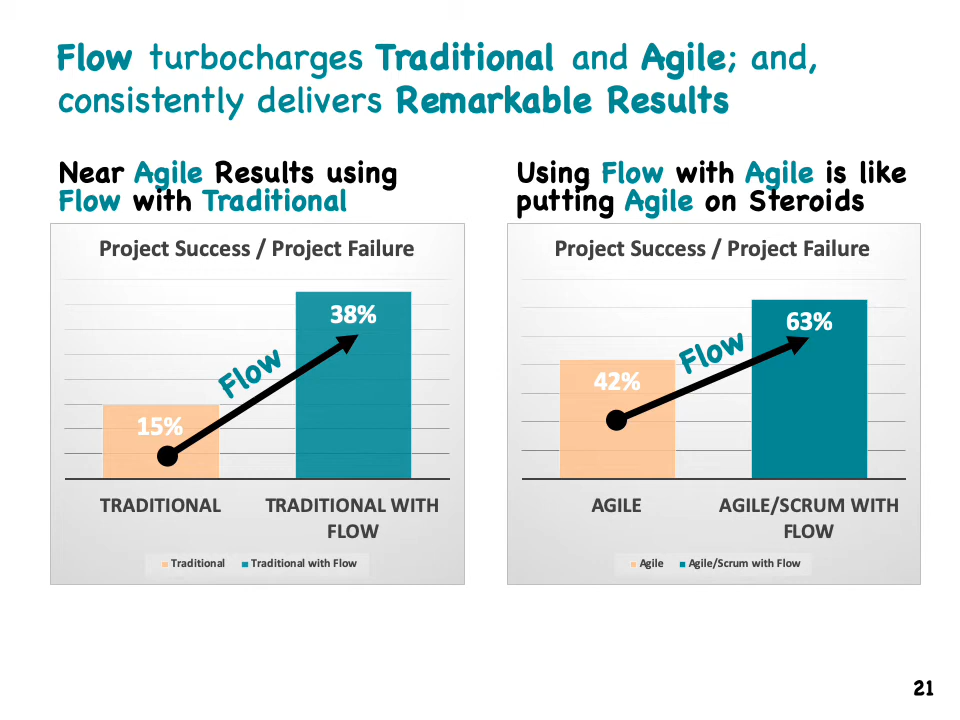 Flow turbocharges Traditional and Agile; and,
consistently delivers Remarkable Results
Near Agile Results using
Flow with Traditional
Project Success / Project Failure
38%
Flow
15%
TRADITIONAL
TRADITIONAL WITH
FLOW
Traditional
Traditional with Flow
Using Flow with Agile is like
putting Agile on Steroids
Project Success / Project Failure
63%
Flow
42%
AGILE
AGILE/SCRUM WITH
FLOW
Agile
Agile/Scrum with Flow
21